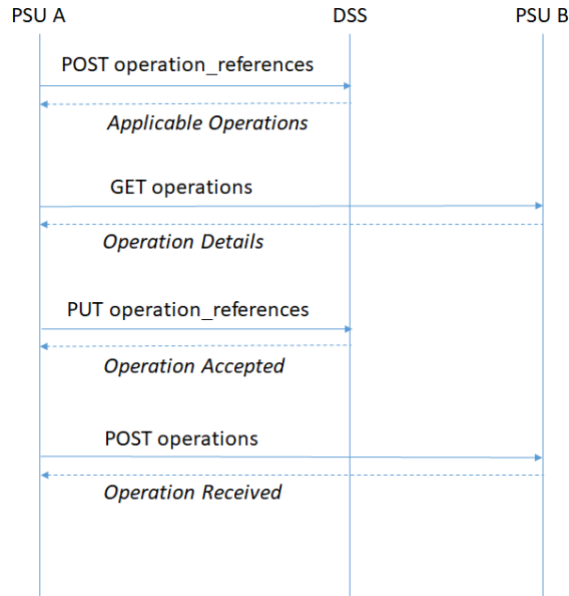 PSU A DSS PSU B
POST operation_references
Applicable Operations
GET operations
Operation Details
PUT operation_references
Operation Accepted
POST operations
Operation Received